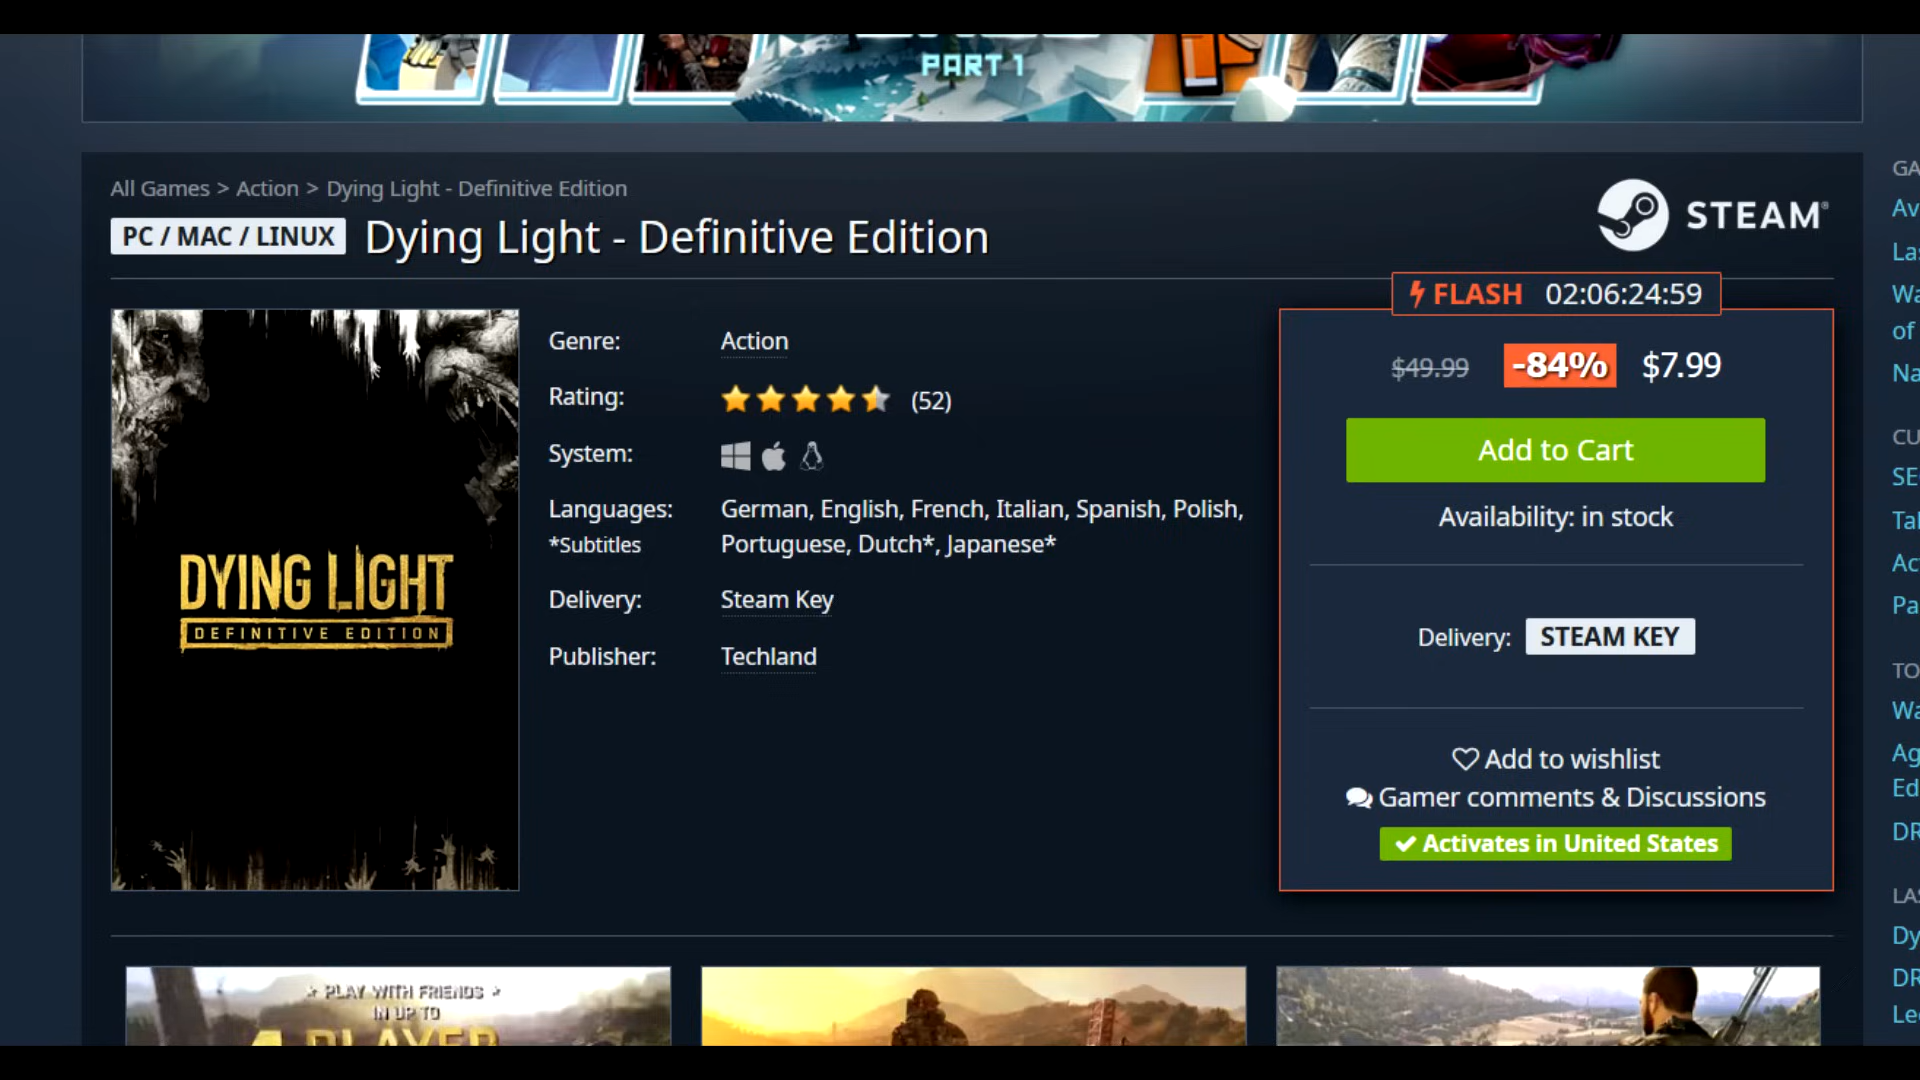 PART 1
All Games > Action > Dying Light - Definitive Edition
PC / MAC / LINUX
Dying Light - Definitive Edition
STEAM®
FLASH 02:06:24:59
$49.99 -84% $7.99
Add to Cart
Availability: in stock
Delivery: STEAM KEY
Add to wishlist
Gamer comments & Discussions
Activates in United States
DYING LIGHT
DEFINITIVE EDITION
Genre: Action
Rating: (52)
System:
Languages: German, English, French, Italian, Spanish, Polish,
*Subtitles Portuguese, Dutch*, Japanese*
Delivery: Steam Key
Publisher: Techland
PLAY WITH FRIENDS
IN UP TO
4 PLAYER